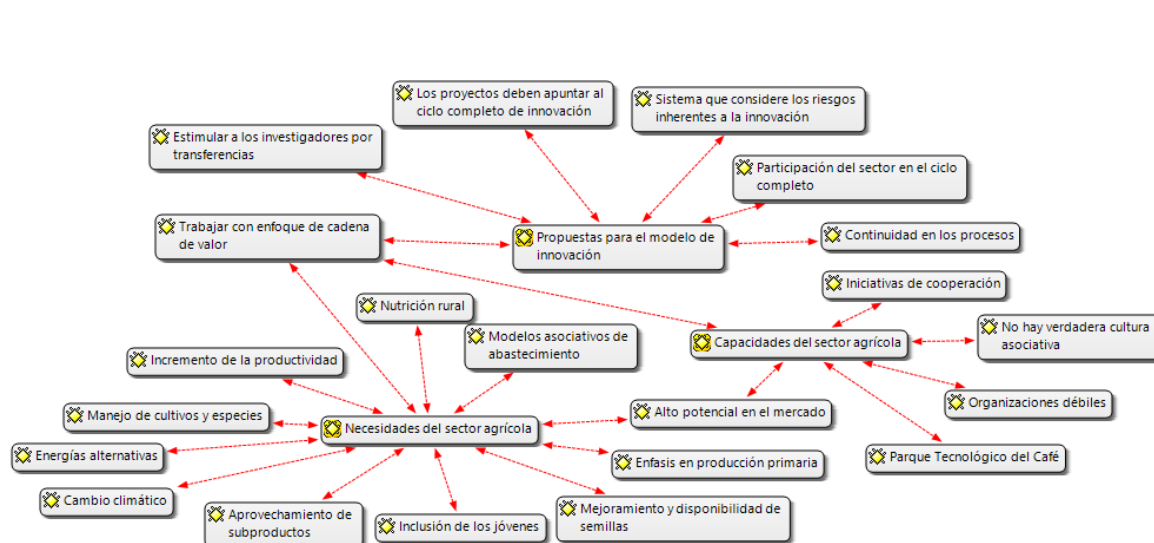 Los proyectos deben apuntar al
ciclo completo de innovación
Sistema que considere los riesgos
inherentes a la innovación
Estimular a los investigadores por
transferencias
Participación del sector en el ciclo
completo
Trabajar con enfoque de cadena
de valor
Propuestas para el modelo de
innovación
Continuidad en los procesos
Iniciativas de cooperación
Nutrición rural
Modelos asociativos de
abastecimiento
Capacidades del sector agrícola
No hay verdadera cultura
asociativa
Incremento de la productividad
Manejo de cultivos y especies
Necesidades del sector agrícola
Alto potencial en el mercado
Organizaciones débiles
Energías alternativas
Enfasis en producción primaria
Parque Tecnológico del Café
Cambio climático
Aprovechamiento de
subproductos
Inclusión de los jóvenes
Mejoramiento y disponibilidad de
semillas